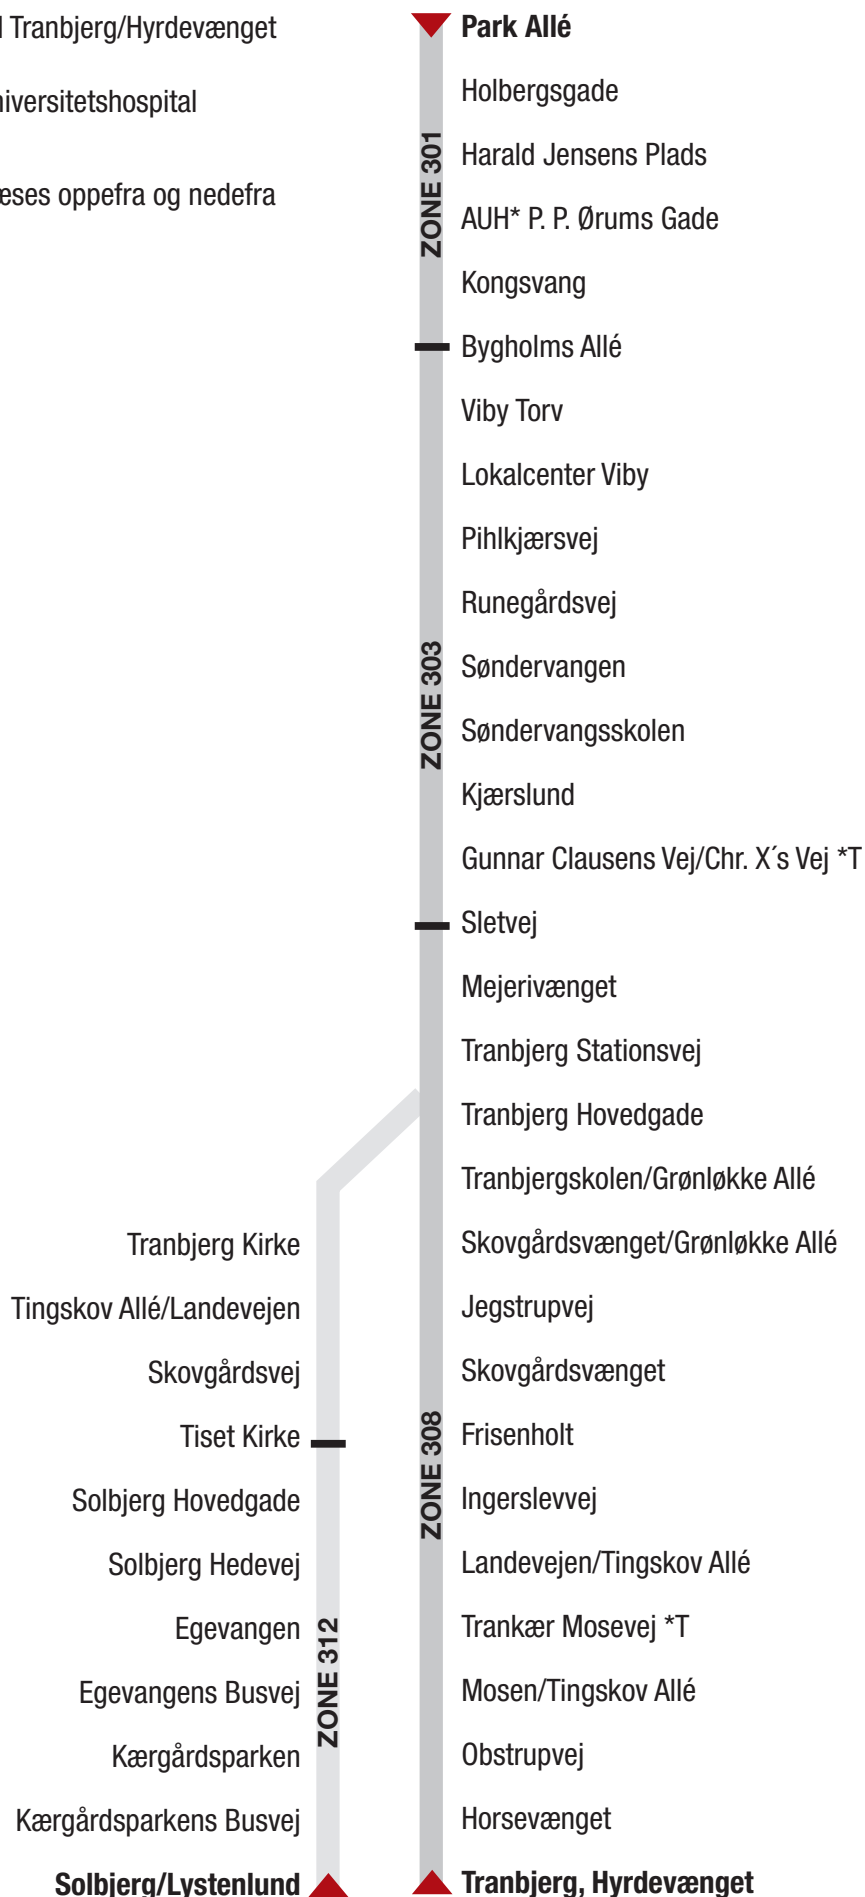 Tranbjerg/Hyrdevænget
niversitetshospital
æses oppefra og nedefra
Park Allé
Holbergsgade
Harald Jensens Plads
AUH* P. P. Ørums Gade
Kongsvang
ZONE 301
Bygholms Allé
Viby Torv
Lokalcenter Viby
Pihlkjærsvej
Runegårdsvej
Søndervangen
Søndervangsskolen
Kjærslund
Gunnar Clausens Vej/Chr. X´s Vej *T
ZONE 303
Sletvej
Mejerivænget
Tranbjerg Stationsvej
Tranbjerg Hovedgade
Tranbjergskolen/Grønløkke Allé
Skovgårdsvænget/Grønløkke Allé
Jegstrupvej
Skovgårdsvænget
Frisenholt
Ingerslevvej
Landevejen/Tingskov Allé
Trankær Mosevej *T
Mosen/Tingskov Allé
Obstrupvej
Horsevænget
Tranbjerg, Hyrdevænget
ZONE 308
Tranbjerg Kirke
Tingskov Allé/Landevejen
Skovgårdsvej
Tiset Kirke
Solbjerg Hovedgade
Solbjerg Hedevej
Egevangen
Egevangens Busvej
Kærgårdsparken
Kærgårdsparkens Busvej
Solbjerg/Lystenlund
ZONE 312